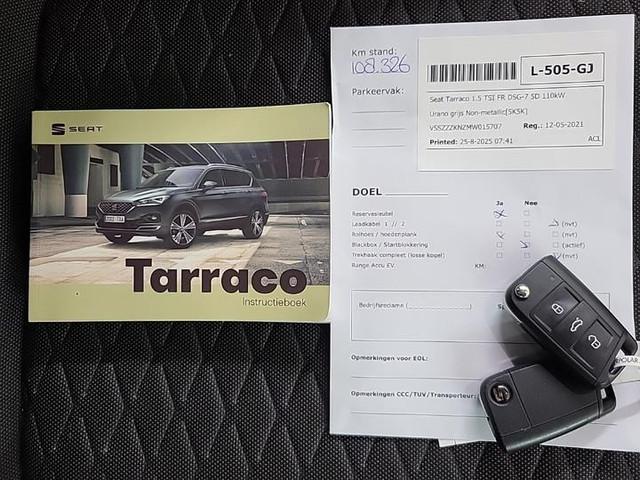 SEAT
Tarraco
Instructieboek
Km stand:
108.326
Parkeervak:
L-505-GJ
Seat Tarraco 1.5 TSI FR DSG-7 5D 110kW
Urano grijs Non-metallic[5K5K]
VSSZZZKNZMW015707 Reg.: 12-05-2021
Printed: 25-8-2025 07:41 AC1
DOEL
Ja Nee
Reservesleutel
Laadkabel 1 // 2 (nvt)
Rolhoes / hoedenplank (nvt)
Blackbox / Startblokkering (actief)
Trekhaak compleet (losse kogel) (nvt)
Range Accu EV. KM:
Bedrijfsreclame (
Opmerkingen voor EOL:
Opmerkingen CCC/TUV/Transporteur:
POLAR